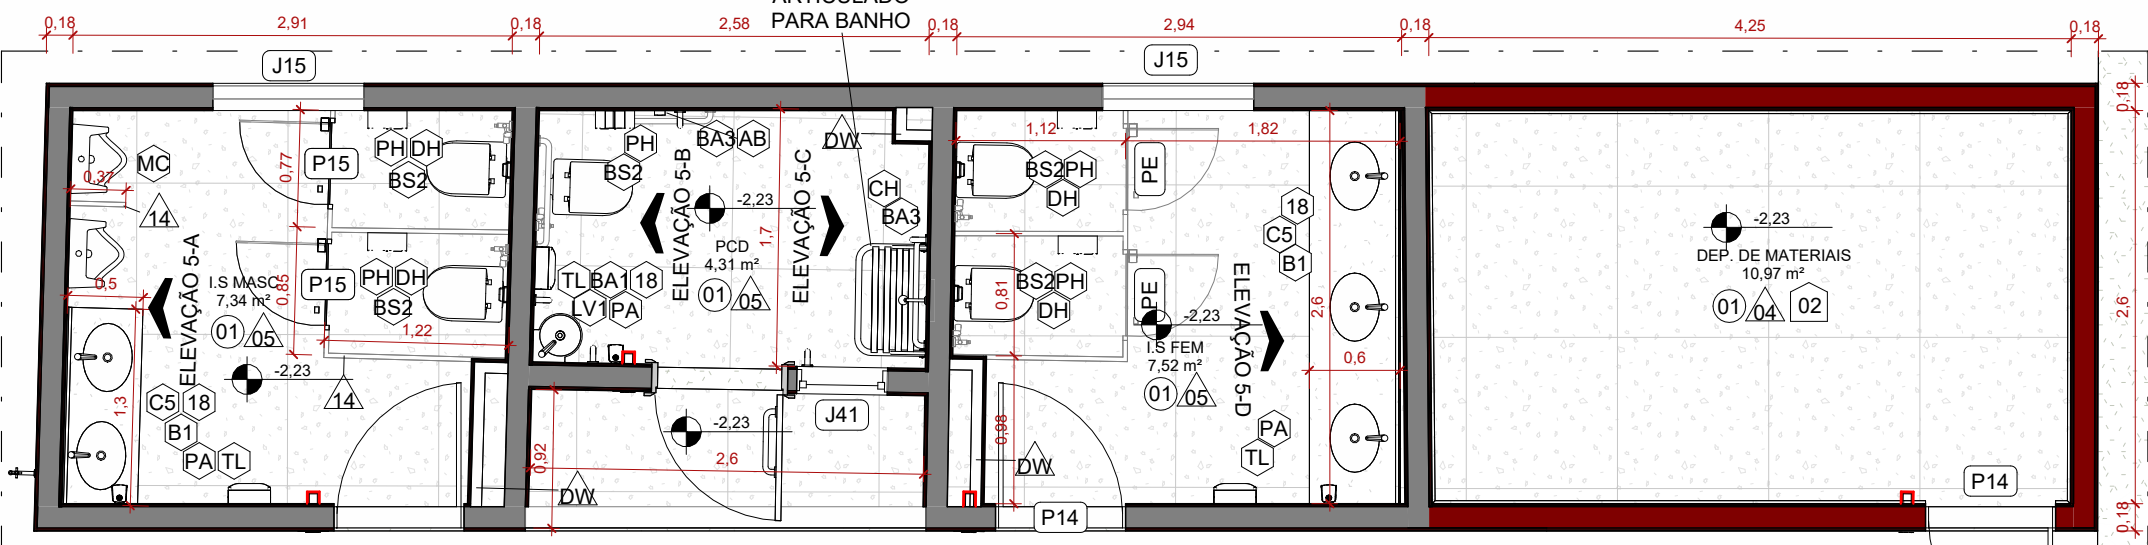 ARTICULADO
PARA BANHO
0,18
2,91
0,18
2,58
0,18
2,94
0,18
4,25
0,18
J15
J15
0,18
MC
0,37
14
0,77
P15
PH
DH
BS2
PH
BS2
BA3
AB
DW
ELEVAÇÃO 5-B
ELEVAÇÃO 5-C
-2,23
1,7
PCD
4,31 m²
01
05
CH
BA3
1,12
1,82
BS2
PH
DH
PE
18
C5
B1
-2,23
DEP. DE MATERIAIS
10,97 m²
01
04
02
ELEVAÇÃO 5-A
0,5
I.S MASC
7,34 m²
01
05
0,85
P15
PH
DH
BS2
1,22
TL
BA1
18
LV1
PA
0,81
BS2
PH
DH
PE
-2,23
I.S FEM
7,52 m²
01
05
ELEVAÇÃO 5-D
2,6
0,6
2,6
-2,23
14
1,3
C5
18
B1
PA
TL
-2,23
J41
0,92
2,6
DW
0,98
DW
P14
PA
TL
P14
0,18